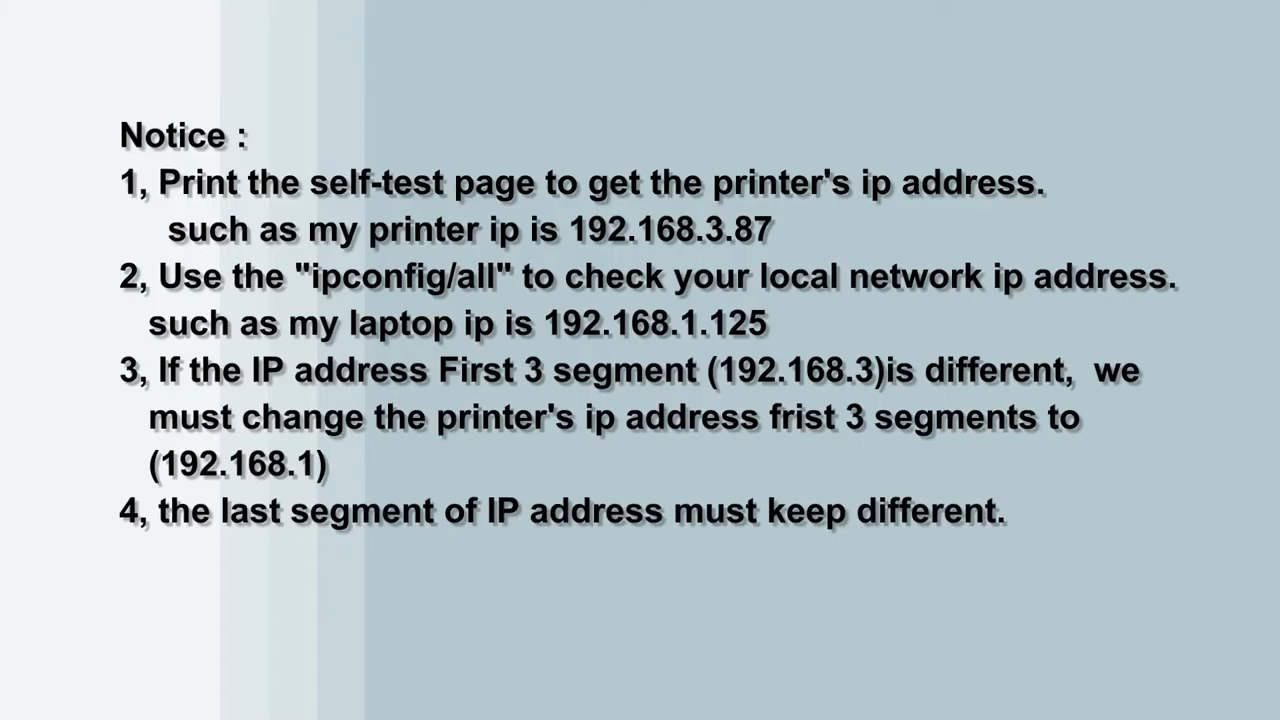 Notice :
1, Print the self-test page to get the printer's ip address.
such as my printer ip is 192.168.3.87
2, Use the "ipconfig/all" to check your local network ip address.
such as my laptop ip is 192.168.1.125
3, If the IP address First 3 segment (192.168.3)is different, we
must change the printer's ip address frist 3 segments to
(192.168.1)
4, the last segment of IP address must keep different.